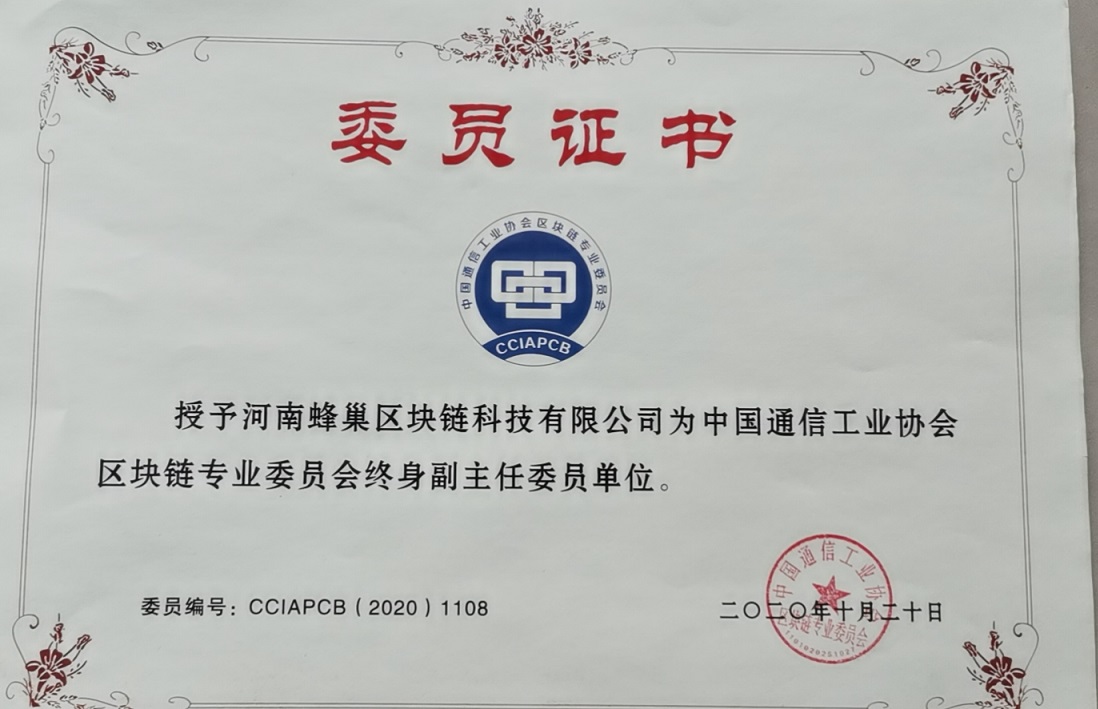 委员证书
中国通信工业协会区块链专业委员会
CCIAPCB
授予河南蜂巢区块链科技有限公司为中国通信工业协会
区块链专业委员会终身副主任委员单位。
委员编号：CCIAPCB（2020）1108
二〇二〇年十月二十日
中国通信工业协会
区块链专业委员会